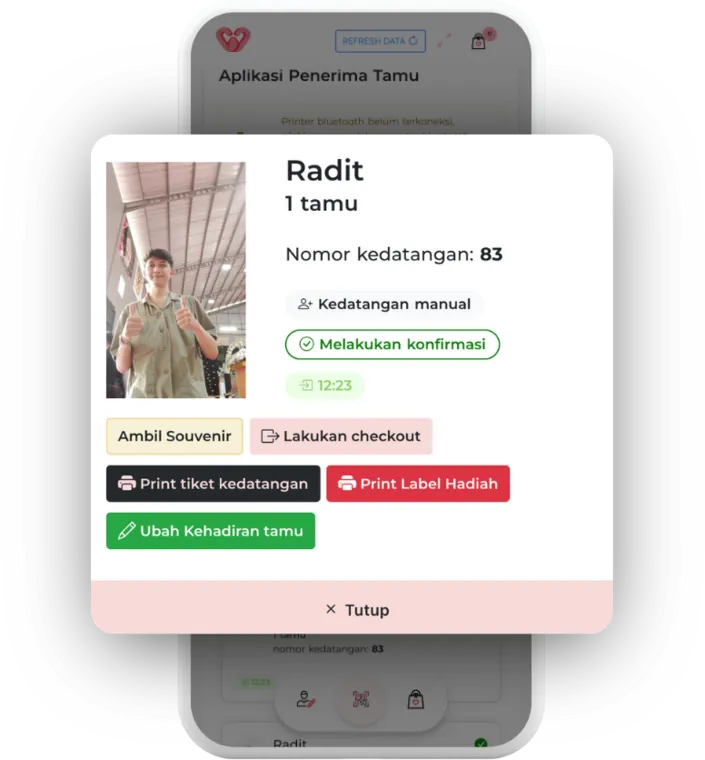 REFRESH DATA
Aplikasi Penerima Tamu
Printer bluetooth belum terkoneksi,
Radit
1 tamu
Nomor kedatangan: 83
Kedatangan manual
Melakukan konfirmasi
12:23
Ambil Souvenir
Lakukan checkout
Print tiket kedatangan
Print Label Hadiah
Ubah Kehadiran tamu
× Tutup
1 tamu
nomor kedatangan: 83
12:23
Radit